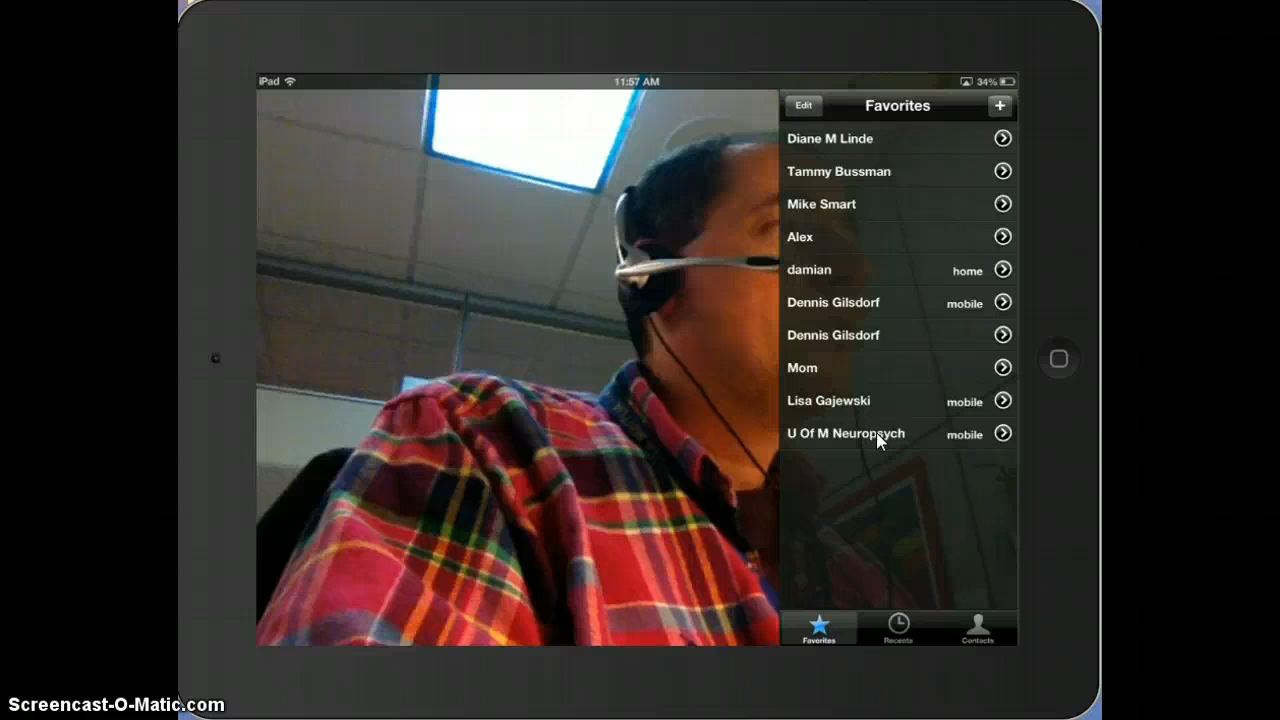 iPad 11:57 AM 34%
Edit Favorites +
Diane M Linde
Tammy Bussman
Mike Smart
Alex
damian home
Dennis Gilsdorf mobile
Dennis Gilsdorf
Mom
Lisa Gajewski mobile
U Of M Neuropsych mobile
Favorites Recents Contacts
Screencast-O-Matic.com